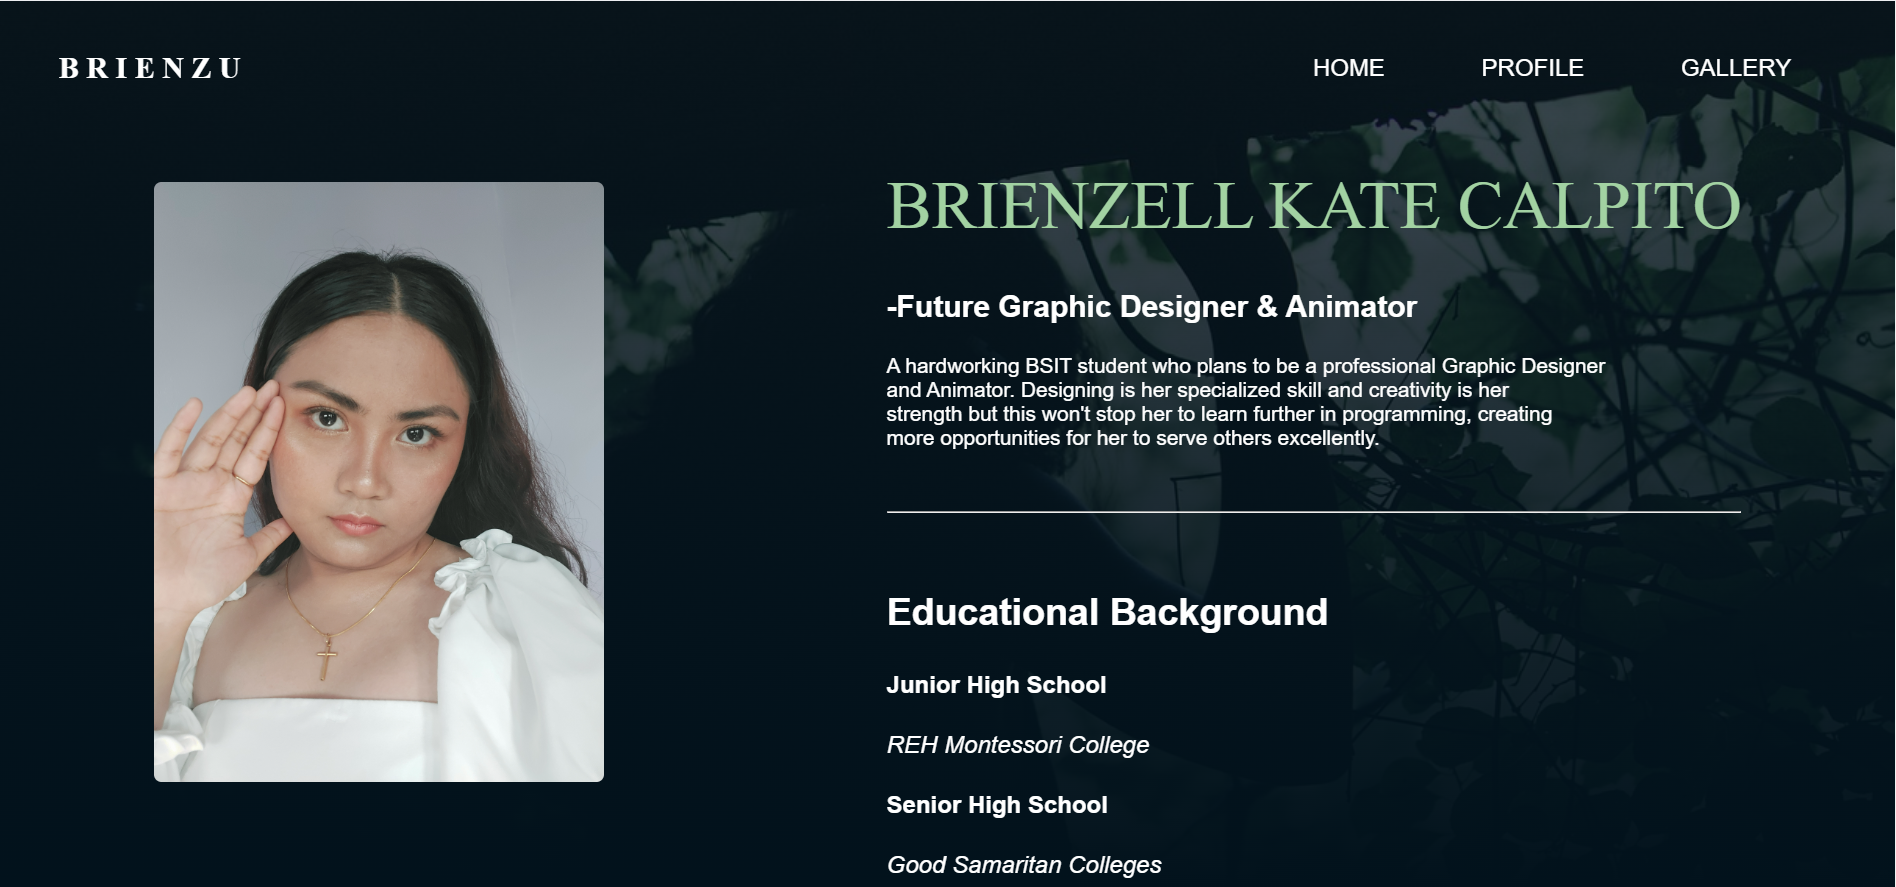 BRIENZU
HOME PROFILE GALLERY
BRIENZELL KATE CALPITO
-Future Graphic Designer & Animator
A hardworking BSIT student who plans to be a professional Graphic Designer
and Animator. Designing is her specialized skill and creativity is her
strength but this won't stop her to learn further in programming, creating
more opportunities for her to serve others excellently.
Educational Background
Junior High School
REH Montessori College
Senior High School
Good Samaritan Colleges